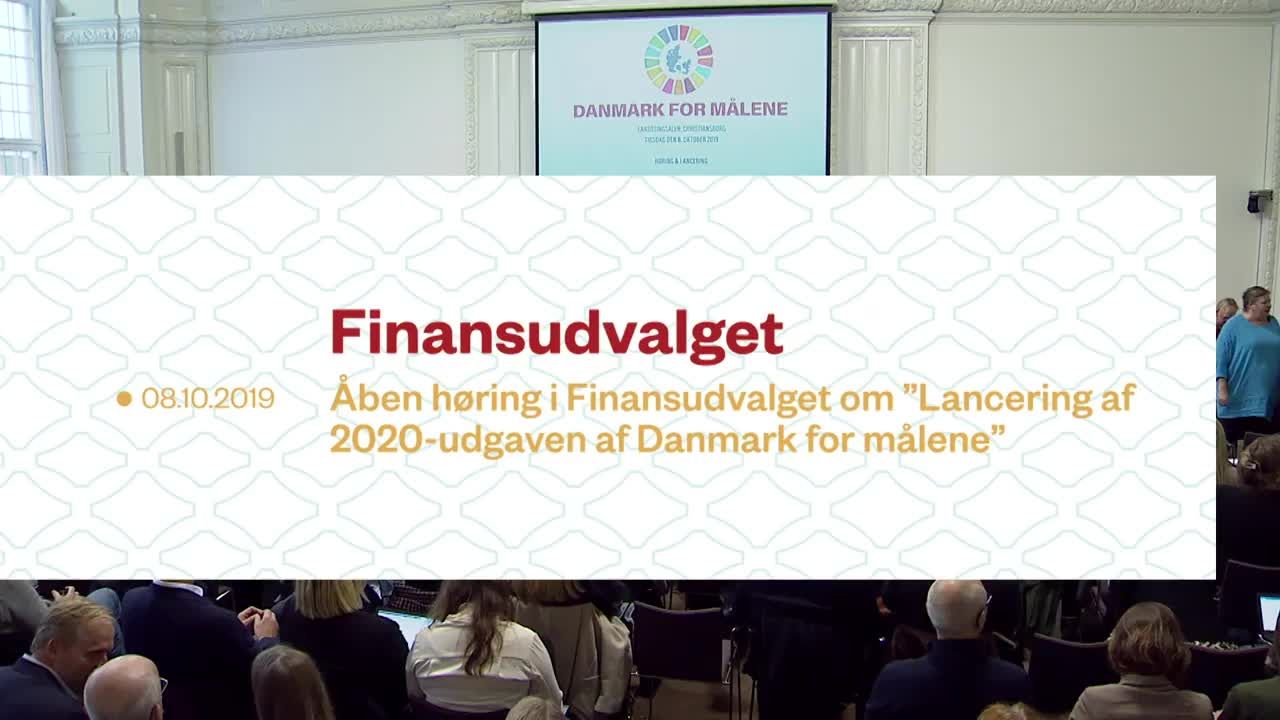 DANMARK FOR MÅLENE
LANDSTINGSALEN, CHRISTIANSBORG
TIRSDAG DEN 8. OKTOBER 2019
HØRING & LANCERING
Finansudvalget
08.10.2019
Åben høring i Finansudvalget om ”Lancering af
2020-udgaven af Danmark for målene”